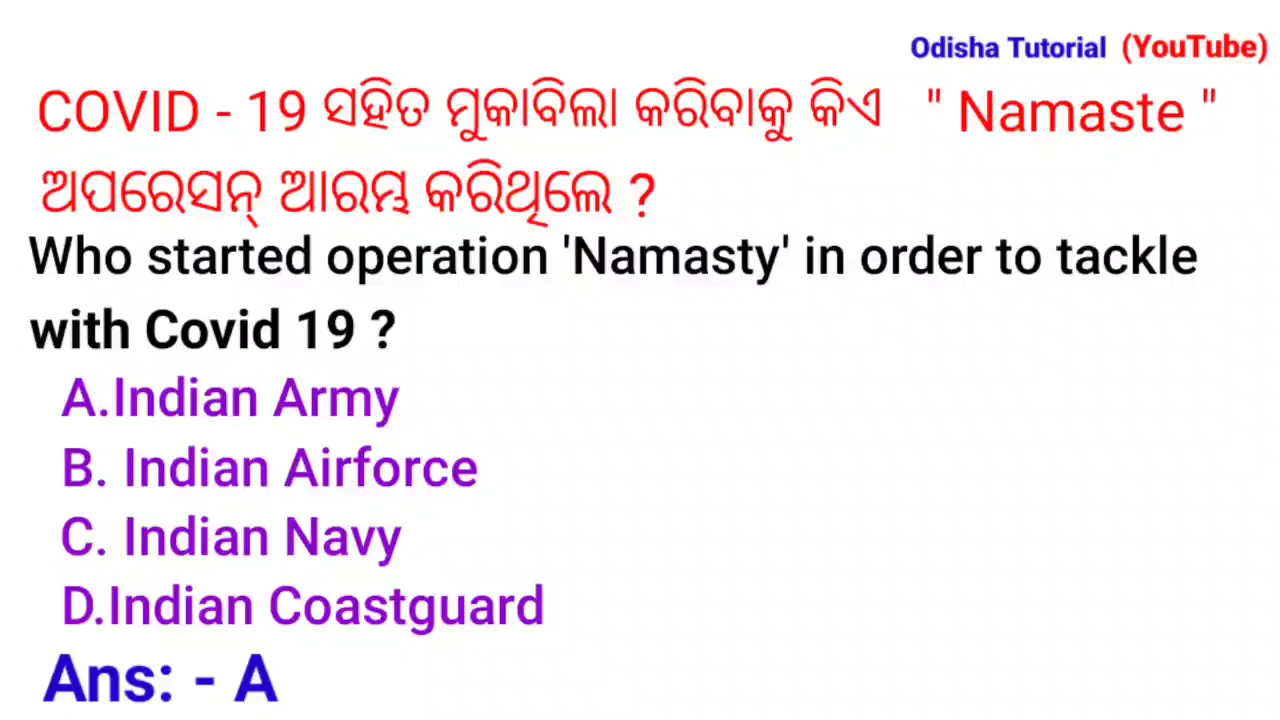 Odisha Tutorial (YouTube)
COVID - 19 ସହିତ ମୁକାବିଲା କରିବାକୁ କିଏ " Namaste "
ଅପରେସନ୍ ଆରମ୍ଭ କରିଥିଲେ ?
Who started operation 'Namasty' in order to tackle
with Covid 19 ?
A.Indian Army
B. Indian Airforce
C. Indian Navy
D.Indian Coastguard
Ans: - A